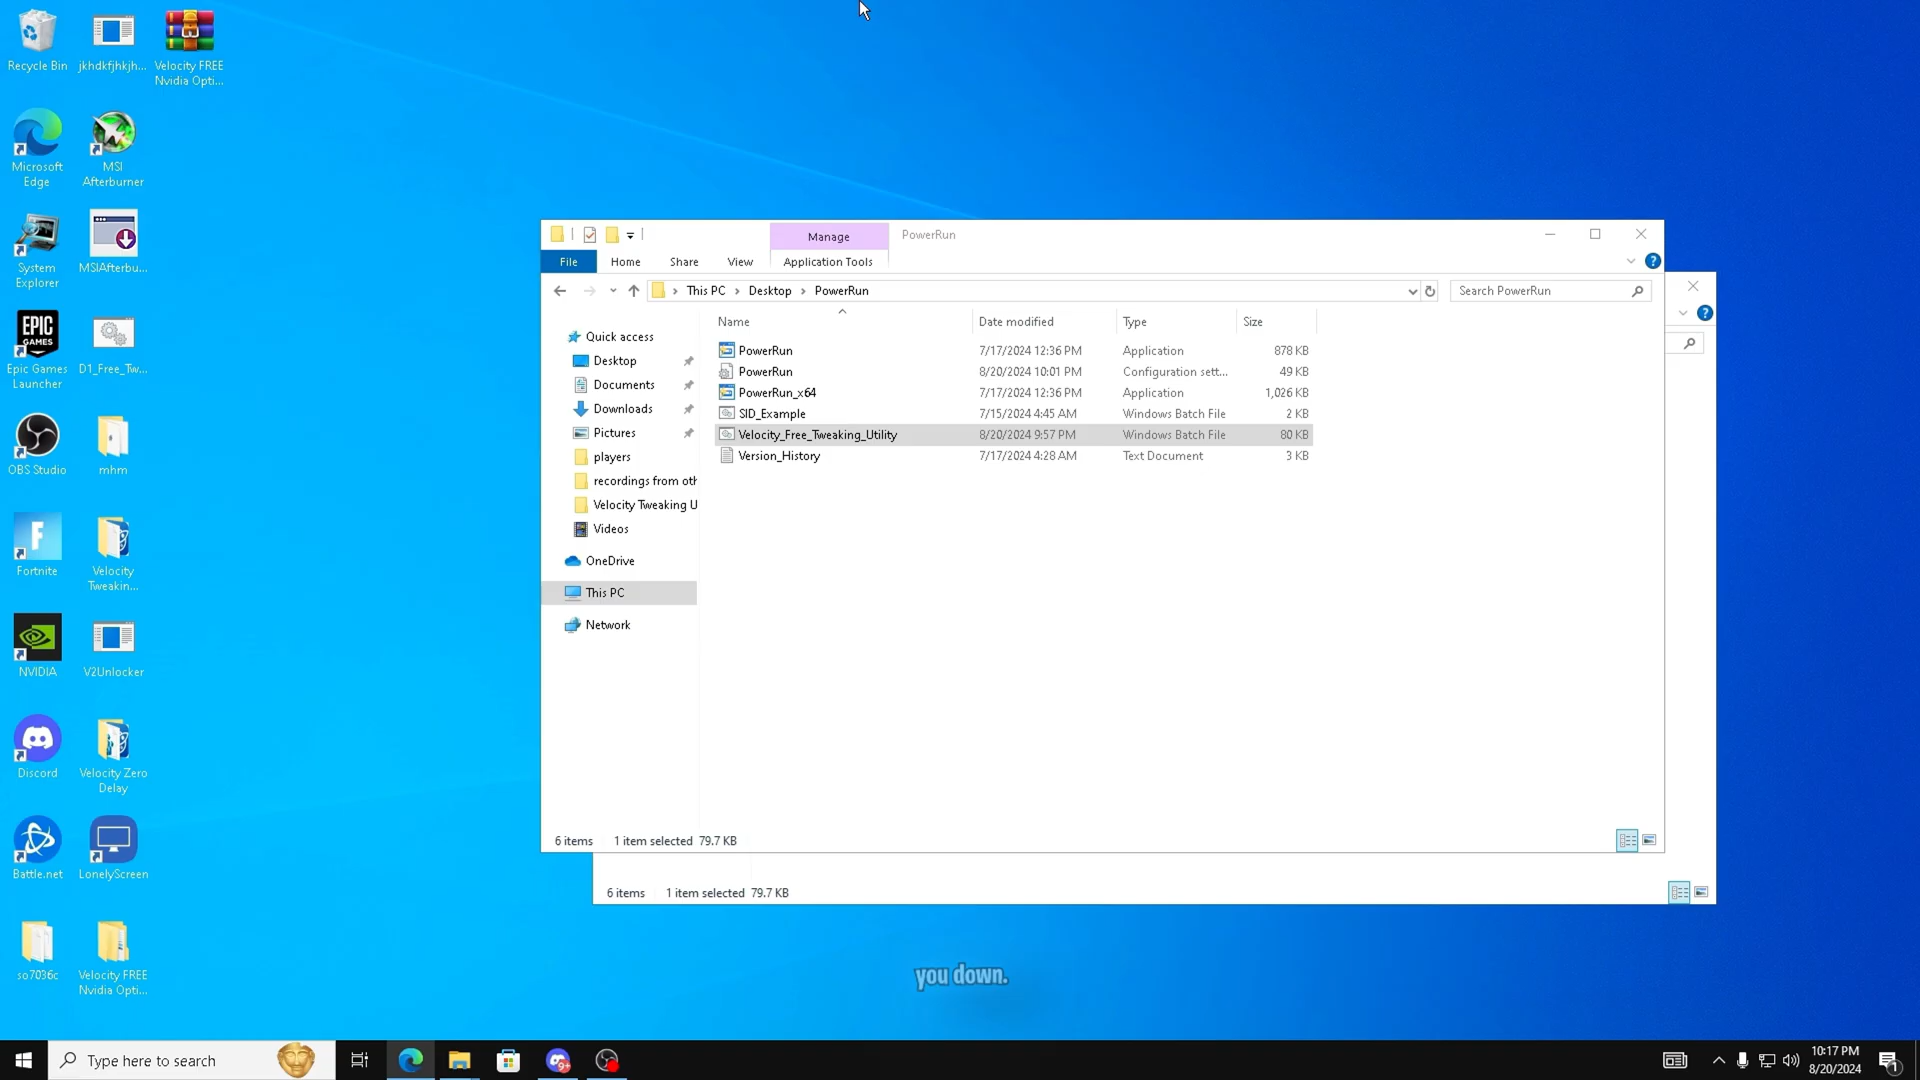 Recycle Bin
jkhdkfjhkjh...
Velocity FREE
Nvidia Opti...
Microsoft
Edge
MSI
Afterburner
System
Explorer
MSIAfterbu...
EPIC
GAMES
Epic Games
Launcher
D1_Free_Tw...
OBS Studio
mhm
Fortnite
Velocity
Tweakin...
NVIDIA
V2Unlocker
Discord
Velocity Zero
Delay
Battle.net
LonelyScreen
so7036c
Velocity FREE
Nvidia Opti...
Manage
PowerRun
File
Home
Share
View
Application Tools
This PC
Desktop
PowerRun
Search PowerRun
Name
Date modified
Type
Size
Quick access
Desktop
Documents
Downloads
Pictures
players
recordings from oth
Velocity Tweaking U
Videos
OneDrive
This PC
Network
PowerRun 7/17/2024 12:36 PM Application 878 KB
PowerRun 8/20/2024 10:01 PM Configuration sett... 49 KB
PowerRun_x64 7/17/2024 12:36 PM Application 1,026 KB
SID_Example 7/15/2024 4:45 AM Windows Batch File 2 KB
Velocity_Free_Tweaking_Utility 8/20/2024 9:57 PM Windows Batch File 80 KB
Version_History 7/17/2024 4:28 AM Text Document 3 KB
6 items 1 item selected 79.7 KB
6 items 1 item selected 79.7 KB
you down.
Type here to search
9+
10:17 PM
8/20/2024
1